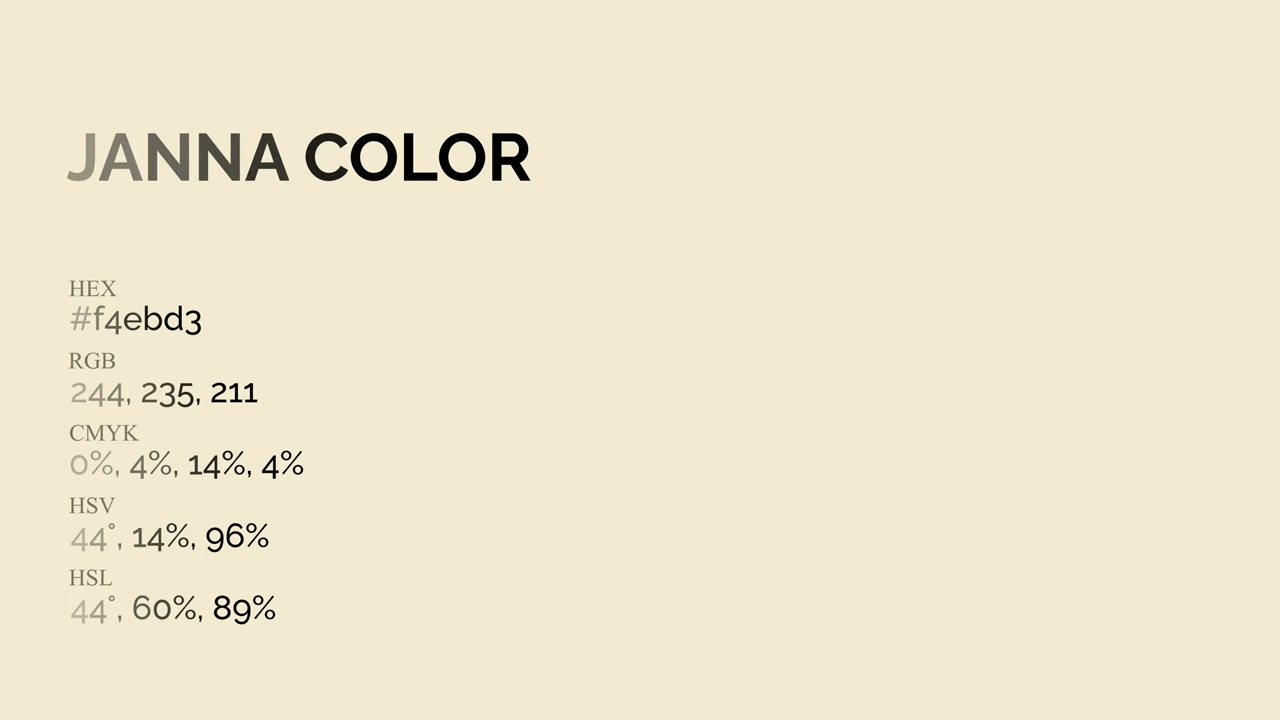 JANNA COLOR
HEX
#f4ebd3
RGB
244, 235, 211
CMYK
0%, 4%, 14%, 4%
HSV
44°, 14%, 96%
HSL
44°, 60%, 89%